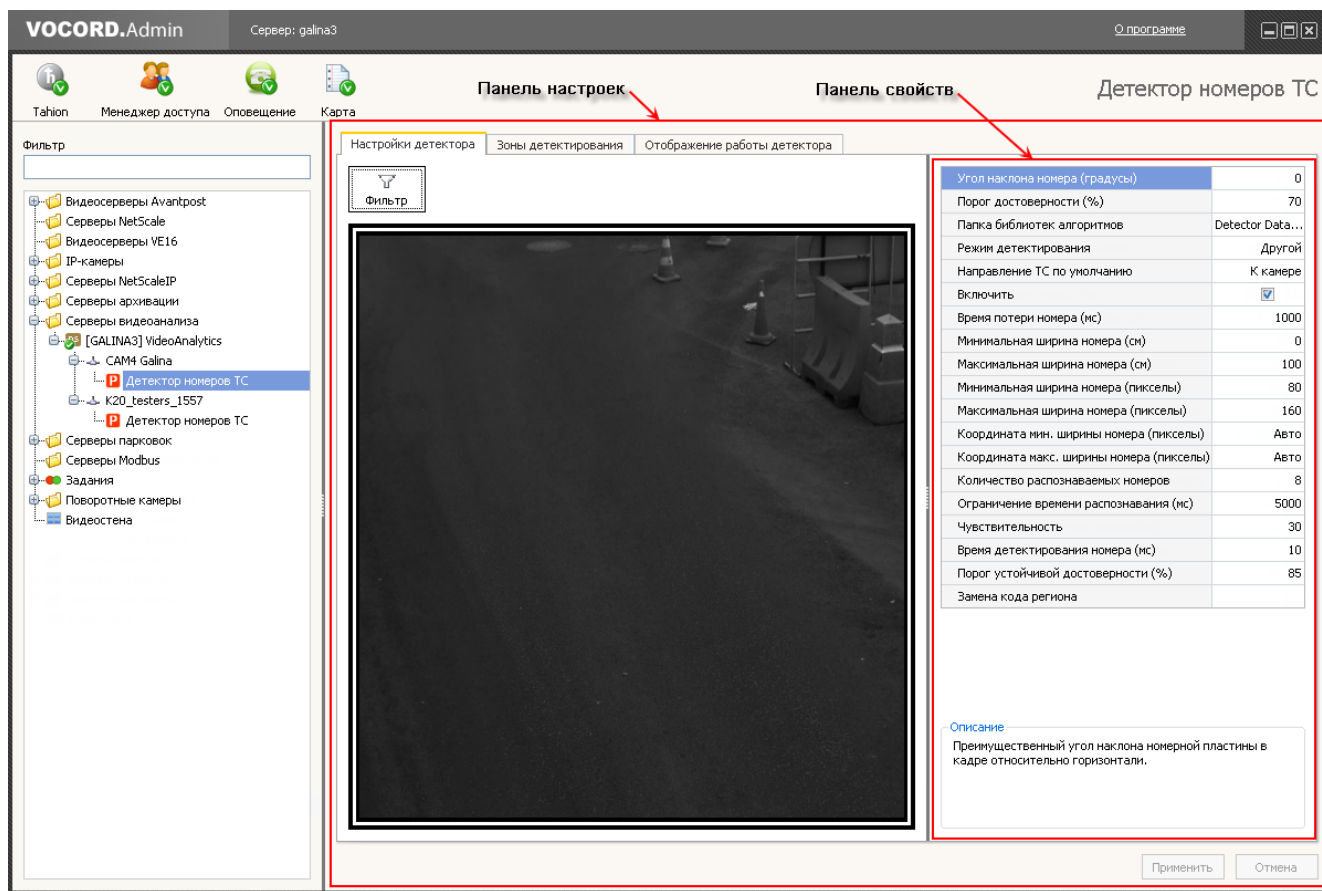 VOCORD.Admin
Сервер: galina3
О программе
Tahion
Менеджер доступа
Оповещение
Карта
Панель настроек
Панель свойств
Детектор номеров ТС
Фильтр
Видеосерверы Avantpost
Серверы NetScale
Видеосерверы VE16
IP-камеры
Серверы NetScaleIP
Серверы архивации
Серверы видеоанализа
[GALINA3] VideoAnalytics
CAM4 Galina
Детектор номеров ТС
K20_testers_1557
Детектор номеров ТС
Серверы парковок
Серверы Modbus
Задания
Поворотные камеры
Видеостена
Настройки детектора
Зоны детектирования
Отображение работы детектора
Фильтр
Угол наклона номера (градусы) 0
Порог достоверности (%) 70
Папка библиотек алгоритмов Detector Data...
Режим детектирования Другой
Направление ТС по умолчанию К камере
Включить
Время потери номера (мс) 1000
Минимальная ширина номера (см) 0
Максимальная ширина номера (см) 100
Минимальная ширина номера (пикселы) 80
Максимальная ширина номера (пикселы) 160
Координата мин. ширины номера (пикселы) Авто
Координата макс. ширины номера (пикселы) Авто
Количество распознаваемых номеров 8
Ограничение времени распознавания (мс) 5000
Чувствительность 30
Время детектирования номера (мс) 10
Порог устойчивой достоверности (%) 85
Замена кода региона
Описание
Преимущественный угол наклона номерной пластины в
кадре относительно горизонтали.
Применить
Отмена